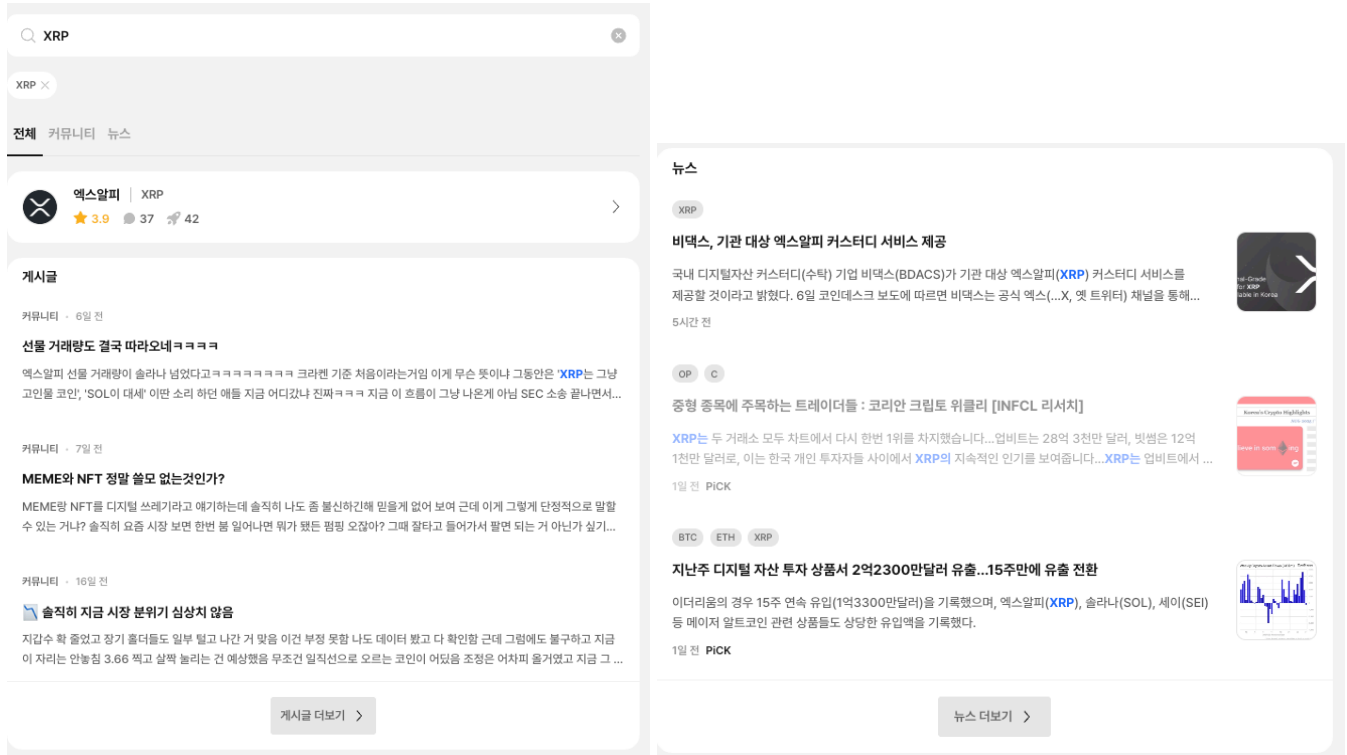 XRP
XRP
전체 커뮤니티 뉴스
엑스알피 | XRP
3.9 37 42
게시글
커뮤니티 · 6일 전
선물 거래량도 결국 따라오네ㅋㅋㅋㅋ
엑스알피 선물 거래량이 솔라나 넘었다고ㅋㅋㅋㅋㅋㅋㅋㅋ 크라켄 기준 처음이라는거임 이게 무슨 뜻이냐 그동안은 'XRP는 그냥
고인물 코인', 'SOL이 대세' 이딴 소리 하던 애들 지금 어디갔냐 진짜ㅋㅋㅋ 지금 이 흐름이 그냥 나온게 아님 SEC 소송 끝나면서...
커뮤니티 · 7일 전
MEME와 NFT 정말 쓸모 없는것인가?
MEME랑 NFT를 디지털 쓰레기라고 얘기하는데 솔직히 나도 좀 불신하긴해 믿을게 없어 보여 근데 이게 그렇게 단정적으로 말할
수 있는 거냐? 솔직히 요즘 시장 보면 한번 붐 일어나면 뭐가 됐든 펌핑 오잖아? 그때 잘타고 들어가서 팔면 되는 거 아닌가 싶기...
커뮤니티 · 16일 전
솔직히 지금 시장 분위기 심상치 않음
지갑수 확 줄었고 장기 홀더들도 일부 털고 나간 거 맞음 이건 부정 못함 나도 데이터 봤고 다 확인함 근데 그럼에도 불구하고 지금
이 자리는 안놓침 3.66 찍고 살짝 눌리는 건 예상했음 무조건 일직선으로 오르는 코인이 어딨음 조정은 어차피 올거였고 지금 그 ...
게시글 더보기
뉴스
XRP
비댁스, 기관 대상 엑스알피 커스터디 서비스 제공
국내 디지털자산 커스터디(수탁) 기업 비댁스(BDACS)가 기관 대상 엑스알피(XRP) 커스터디 서비스를
제공할 것이라고 밝혔다. 6일 코인데스크 보도에 따르면 비댁스는 공식 엑스(...X, 옛 트위터) 채널을 통해...
nal-Grade
for XRP
lable in Korea
5시간 전
OP C
중형 종목에 주목하는 트레이더들 : 코리안 크립토 위클리 [INFCL 리서치]
XRP는 두 거래소 모두 차트에서 다시 한번 1위를 차지했습니다...업비트는 28억 3천만 달러, 빗썸은 12억
1천만 달러로, 이는 한국 개인 투자자들 사이에서 XRP의 지속적인 인기를 보여줍니다...XRP는 업비트에서 ...
Korea's Crypto Highlights
1일 전 PiCK
BTC ETH XRP
지난주 디지털 자산 투자 상품서 2억2300만달러 유출...15주만에 유출 전환
이더리움의 경우 15주 연속 유입(1억3300만달러)을 기록했으며, 엑스알피(XRP), 솔라나(SOL), 세이(SEI)
등 메이저 알트코인 관련 상품들도 상당한 유입액을 기록했다.
1일 전 PiCK
뉴스 더보기